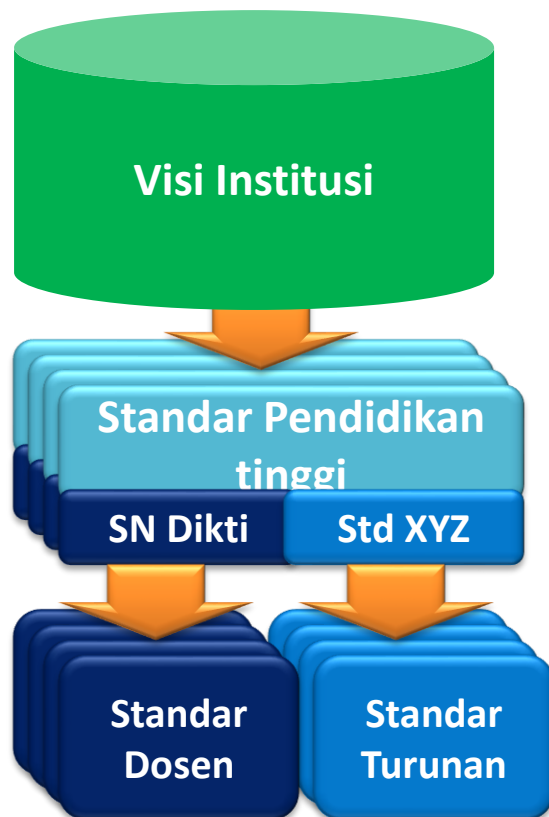 Visi Institusi
Standar Pendidikan
tinggi
SN Dikti
Std XYZ
Standar
Dosen
Standar
Turunan